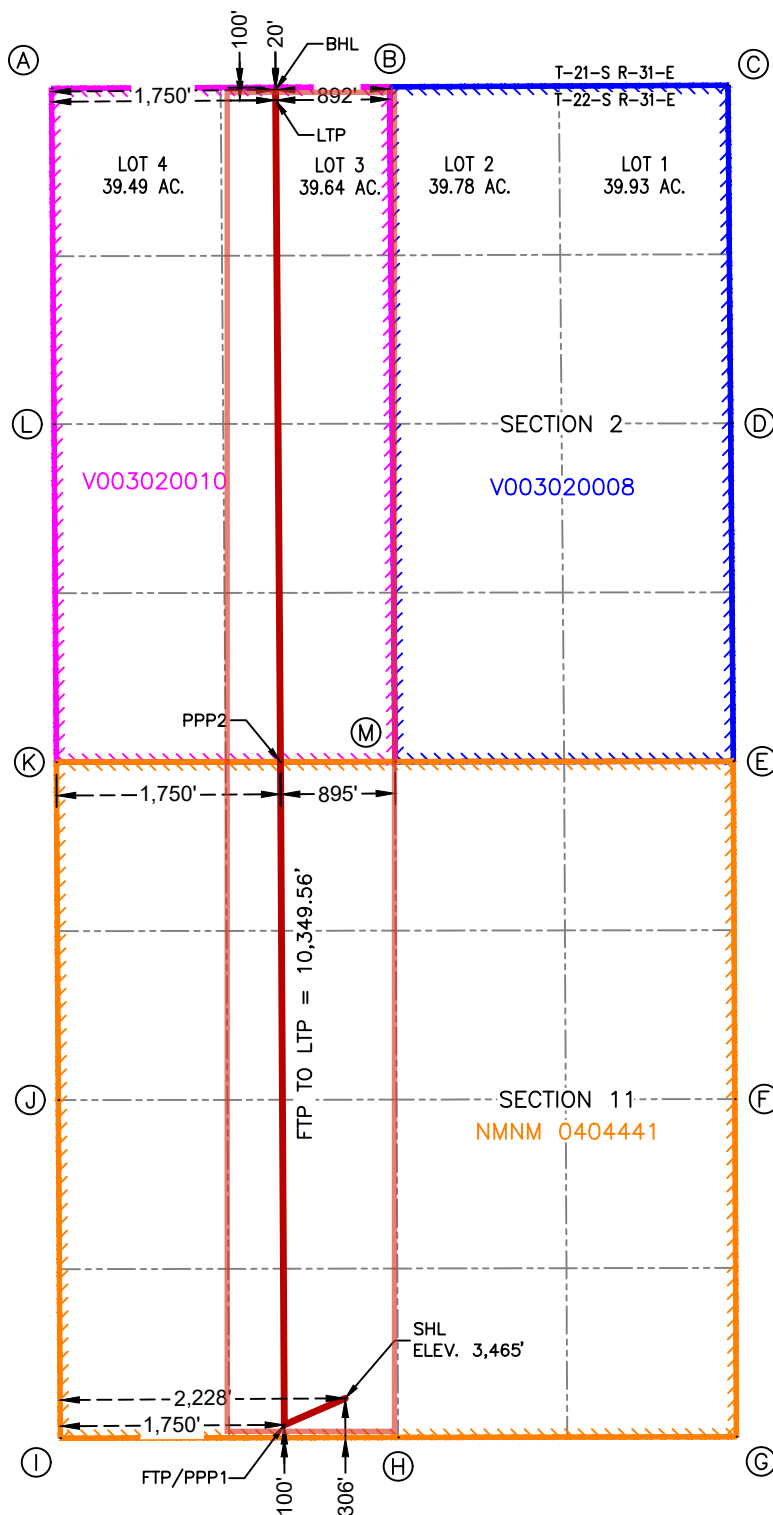 100'
20'
BHL
A
B
C
T-21-S R-31-E
1,750'
892'
T-22-S R-31-E
LTP
LOT 4
39.49 AC.
LOT 3
39.64 AC.
LOT 2
39.78 AC.
LOT 1
39.93 AC.
L
SECTION 2
D
V003020010
V003020008
PPP2
M
K
E
1,750'
895'
FTP TO LTP = 10,349.56'
J
SECTION 11
F
NMNM 0404441
SHL
ELEV. 3,465'
2,228'
1,750'
I
H
G
FTP/PPP1
100'
306'